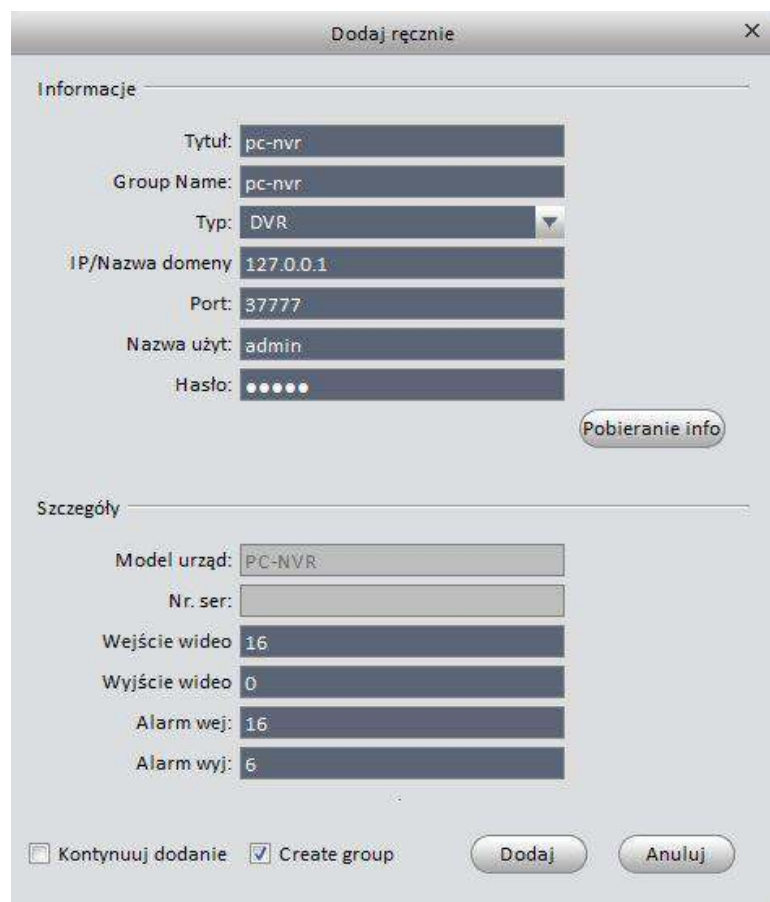 Dodaj ręcznie
Informacje
Tytuł: pc-nvr
Group Name: pc-nvr
Typ: DVR
IP/Nazwa domeny 127.0.0.1
Port: 37777
Nazwa użyt: admin
Hasło: ●●●●●
Pobieranie info
Szczegóły
Model urząd: PC-NVR
Nr. ser:
Wejście wideo 16
Wyjście wideo 0
Alarm wej: 16
Alarm wyj: 6
Kontynuuj dodanie Create group Dodaj Anuluj